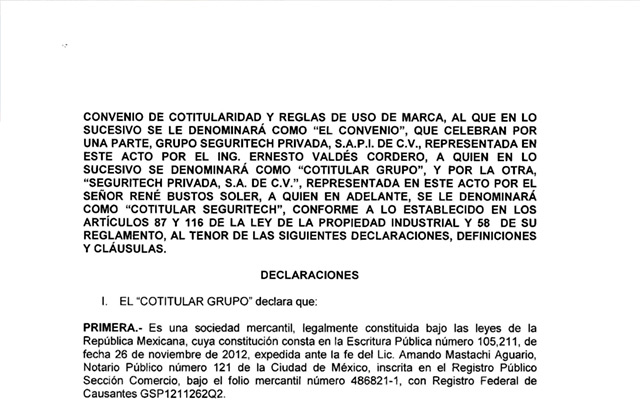 CONVENIO DE COTITULARIDAD Y REGLAS DE USO DE MARCA, AL QUE EN LO
SUCESIVO SE LE DENOMINARÁ COMO “EL CONVENIO”, QUE CELEBRAN POR
UNA PARTE, GRUPO SEGURITECH PRIVADA, S.A.P.I. DE C.V., REPRESENTADA EN
ESTE ACTO POR EL ING. ERNESTO VALDÉS CORDERO, A QUIEN EN LO
SUCESIVO SE DENOMINARÁ COMO “COTITULAR GRUPO”, Y POR LA OTRA,
“SEGURITECH PRIVADA, S.A. DE C.V.”, REPRESENTADA EN ESTE ACTO POR EL
SEÑOR RENÉ BUSTOS SOLER, A QUIEN EN ADELANTE, SE LE DENOMINARÁ
COMO “COTITULAR SEGURITECH”, CONFORME A LO ESTABLECIDO EN LOS
ARTÍCULOS 87 Y 116 DE LA LEY DE LA PROPIEDAD INDUSTRIAL Y 58 DE SU
REGLAMENTO, AL TENOR DE LAS SIGUIENTES DECLARACIONES, DEFINICIONES
Y CLÁUSULAS.
DECLARACIONES
I. EL “COTITULAR GRUPO” declara que:
PRIMERA.- Es una sociedad mercantil, legalmente constituida bajo las leyes de la
República Mexicana, cuya constitución consta en la Escritura Pública número 105,211, de
fecha 26 de noviembre de 2012, expedida ante la fe del Lic. Amando Mastachi Aguario,
Notario Público número 121 de la Ciudad de México, inscrita en el Registro Público
Sección Comercio, bajo el folio mercantil número 486821-1, con Registro Federal de
Causantes GSP1211262Q2.